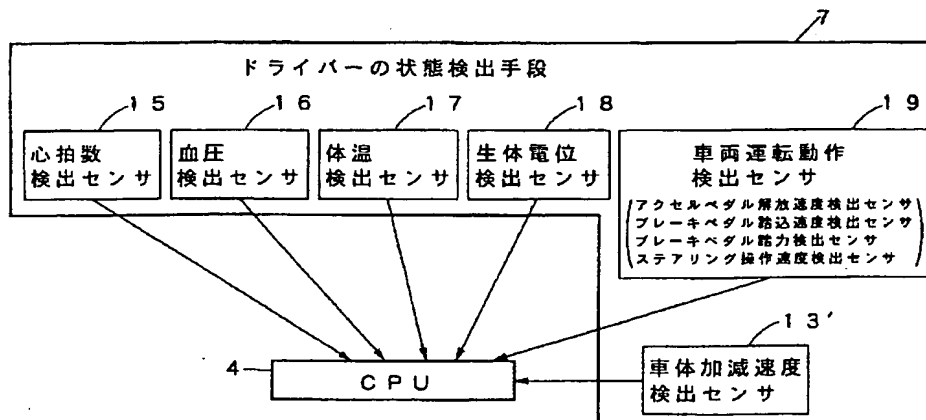 7
ドライバーの状態検出手段
15
16
17
18
19
心拍数
検出センサ
血圧
検出センサ
体温
検出センサ
生体電位
検出センサ
車両運転動作
検出センサ
(アクセルペダル解放速度検出センサ
ブレーキペダル踏込速度検出センサ
ブレーキペダル踏力検出センサ
ステアリング操作速度検出センサ)
13′
4
CPU
車体加減速度
検出センサ